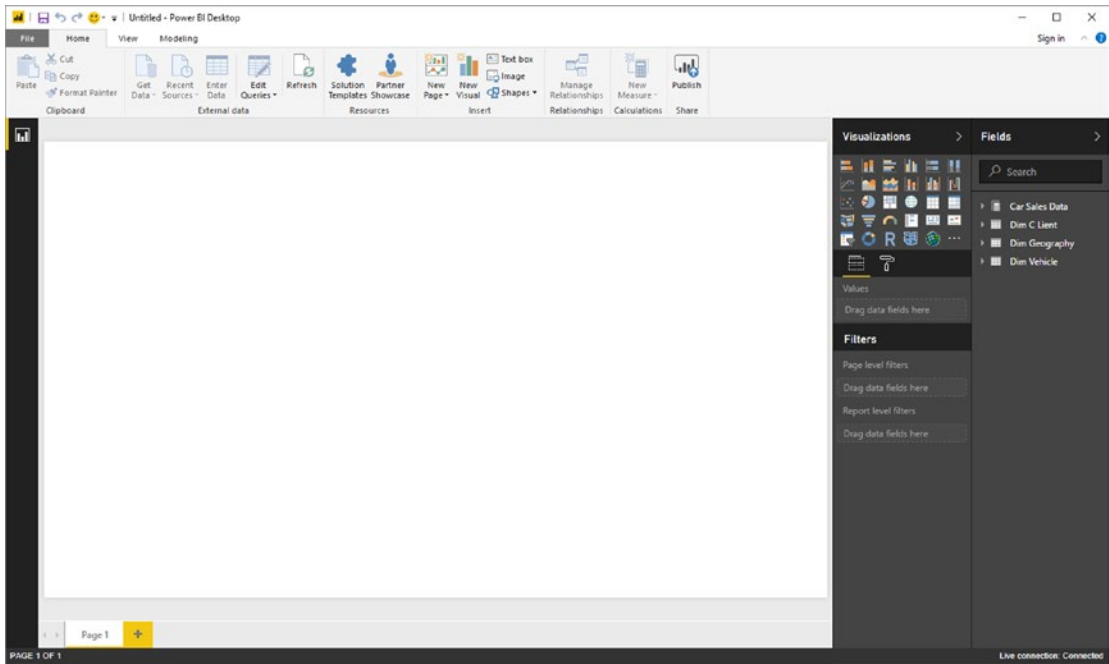 Untitled - Power BI Desktop
File Home View Modeling Sign in
Cut
Copy
Format Painter
Paste
Clipboard
Get Data
Recent Sources
Enter Data
Edit Queries
Refresh
External data
Solution Templates
Partner Showcase
Resources
New Page
New Visual
Text box
Image
Shapes
Insert
Manage Relationships
Relationships
New Measure
Calculations
Publish
Share
Visualizations
R
Values
Drag data fields here
Filters
Page level filters
Drag data fields here
Report level filters
Drag data fields here
Fields
Search
Car Sales Data
Dim C Lient
Dim Geography
Dim Vehicle
Page 1
PAGE 1 OF 1
Live connection: Connected